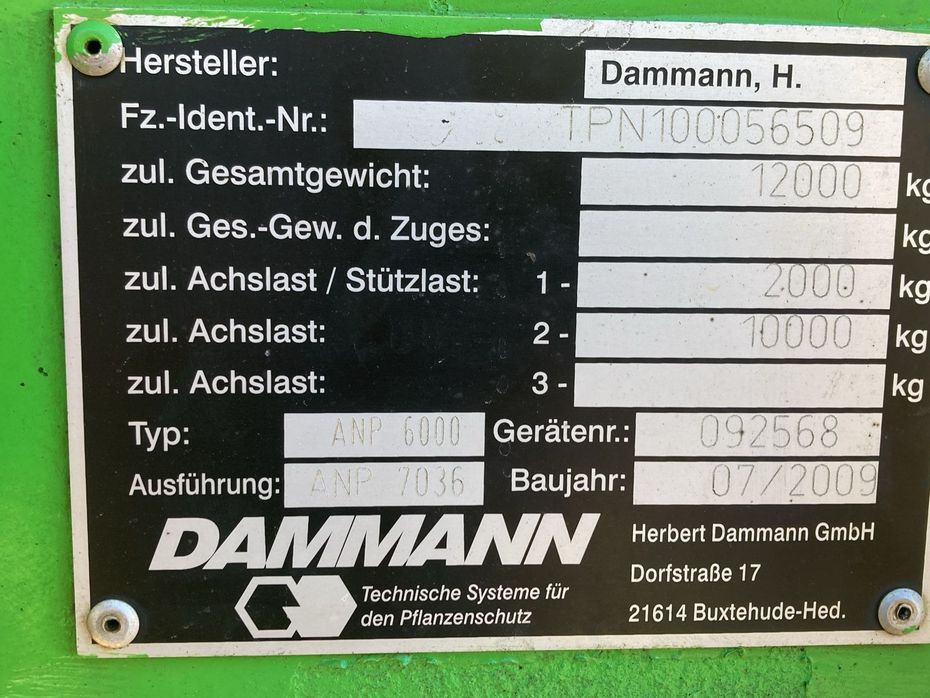 Hersteller: Dammann, H.
Fz.-Ident.-Nr.: TPN100056509
zul. Gesamtgewicht: 12000 kg
zul. Ges.-Gew. d. Zuges: kg
zul. Achslast / Stützlast: 1 - 2000 kg
zul. Achslast: 2 - 10000 kg
zul. Achslast: 3 - kg
Typ: ANP 6000 Gerätenr.: 092568
Ausführung: ANP 7036 Baujahr: 07/2009
DAMMANN
Technische Systeme für
den Pflanzenschutz
Herbert Dammann GmbH
Dorfstraße 17
21614 Buxtehude-Hed.